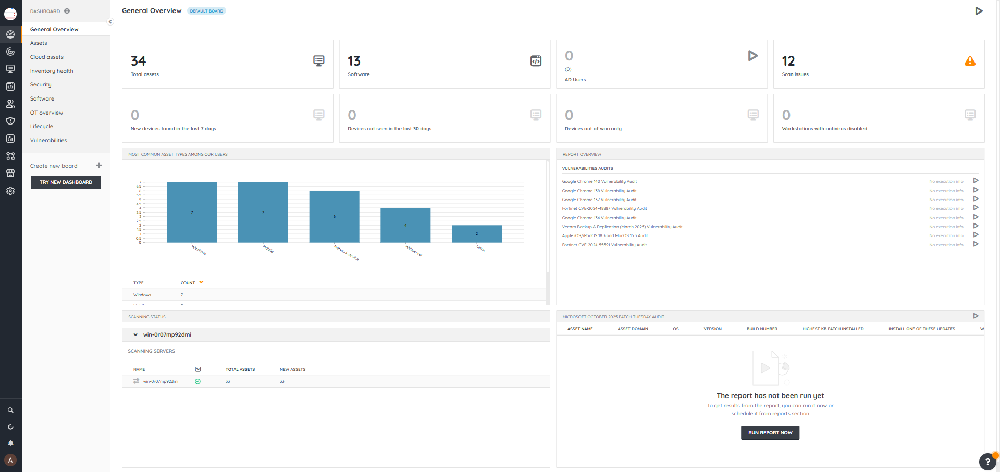 DASHBOARD
General Overview
Assets
Cloud assets
Inventory health
Security
Software
OT overview
Lifecycle
Vulnerabilities
Create new board
TRY NEW DASHBOARD
A
General Overview DEFAULT BOARD
34
Total assets
13
Software
0
(0)
AD Users
12
Scan issues
0
New devices found in the last 7 days
0
Devices not seen in the last 30 days
0
Devices out of warranty
0
Workstations with antivirus disabled
MOST COMMON ASSET TYPES AMONG OUR USERS
7
6.5
6
5.5
5
4.5
4
3.5
3
2.5
2
1.5
1
0.5
0
7
7
6
4
2
Windows
Mobile
Network device
Webserver
Linux
TYPE COUNT
Windows 7
REPORT OVERVIEW
VULNERABILITIES AUDITS
Google Chrome 140 Vulnerability Audit No execution info
Google Chrome 138 Vulnerability Audit No execution info
Google Chrome 137 Vulnerability Audit No execution info
Fortinet CVE-2024-48887 Vulnerability Audit No execution info
Google Chrome 134 Vulnerability Audit No execution info
Veeam Backup & Replication (March 2025) Vulnerability Audit No execution info
Apple iOS/iPadOS 18.3 and MacOS 15.3 Audit No execution info
Fortinet CVE-2024-55591 Vulnerability Audit No execution info
SCANNING STATUS
win-0r07mp92dmi
SCANNING SERVERS
NAME TOTAL ASSETS NEW ASSETS
win-0r07mp92dmi 33 33
MICROSOFT OCTOBER 2025 PATCH TUESDAY AUDIT
ASSET NAME ASSET DOMAIN OS VERSION BUILD NUMBER HIGHEST KB PATCH INSTALLED INSTALL ONE OF THESE UPDATES W
The report has not been run yet
To get results from the report, you can run it now or
schedule it from reports section
RUN REPORT NOW
?